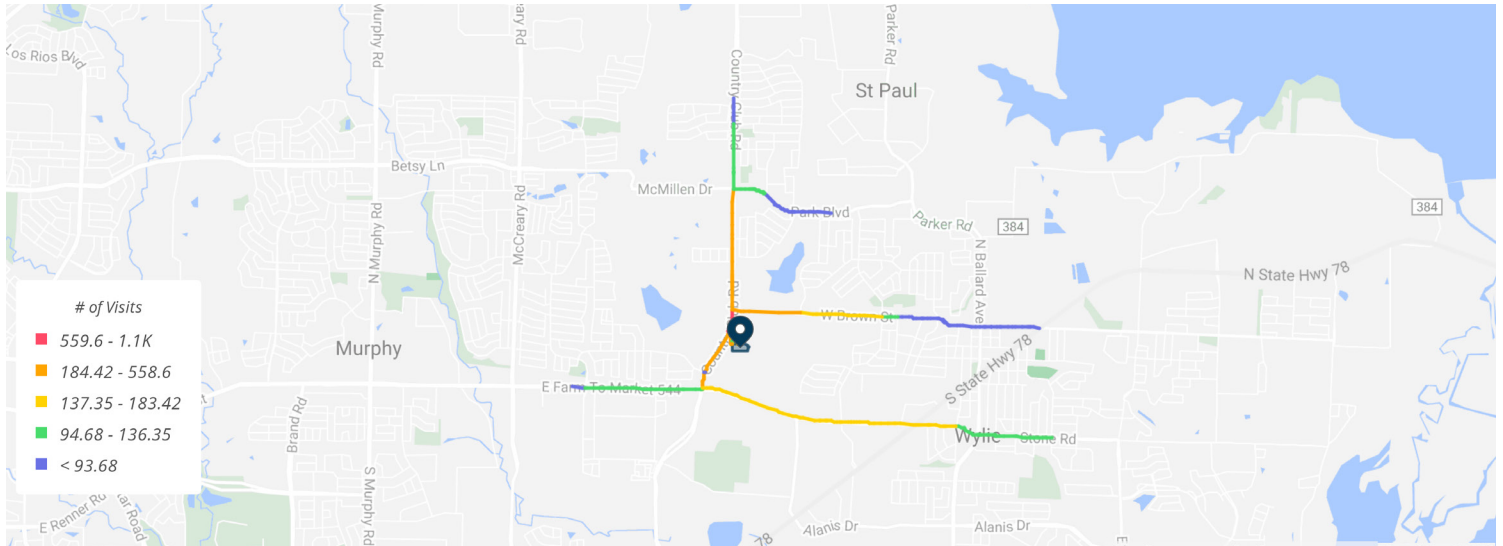 Murphy Rd
Parker Rd
Los Rios Blvd
Country Club Rd
St Paul
Betsy Ln
McMillen Dr
McCreary Rd
N Murphy Rd
Park Blvd
Parker Rd
384
384
N Ballard Ave
N State Hwy 78
# of Visits
559.6 - 1.1K
184.42 - 558.6
137.35 - 183.42
94.68 - 136.35
< 93.68
W Brown St
Murphy
S State Hwy 78
E Farm To Market 544
Brand Rd
Wylie
Stone Rd
S Murphy Rd
E Renner Rd
Alanis Dr
Alanis Dr
78